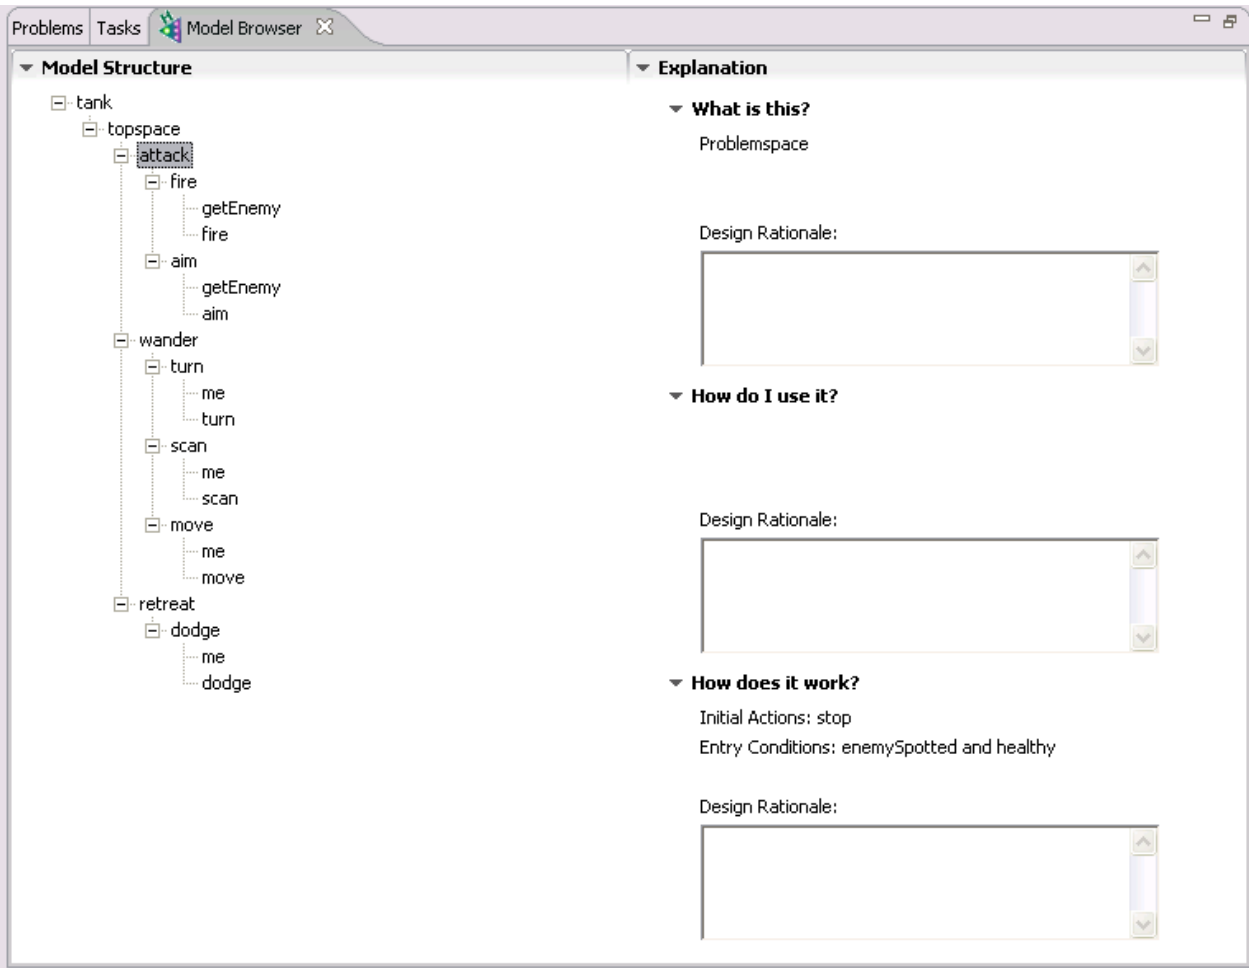 Problems Tasks Model Browser
Model Structure
tank
topspace
attack
fire
getEnemy
fire
aim
getEnemy
aim
wander
turn
me
turn
scan
me
scan
move
me
move
retreat
dodge
me
dodge
Explanation
What is this?
Problemspace
Design Rationale:
How do I use it?
Design Rationale:
How does it work?
Initial Actions: stop
Entry Conditions: enemySpotted and healthy
Design Rationale: